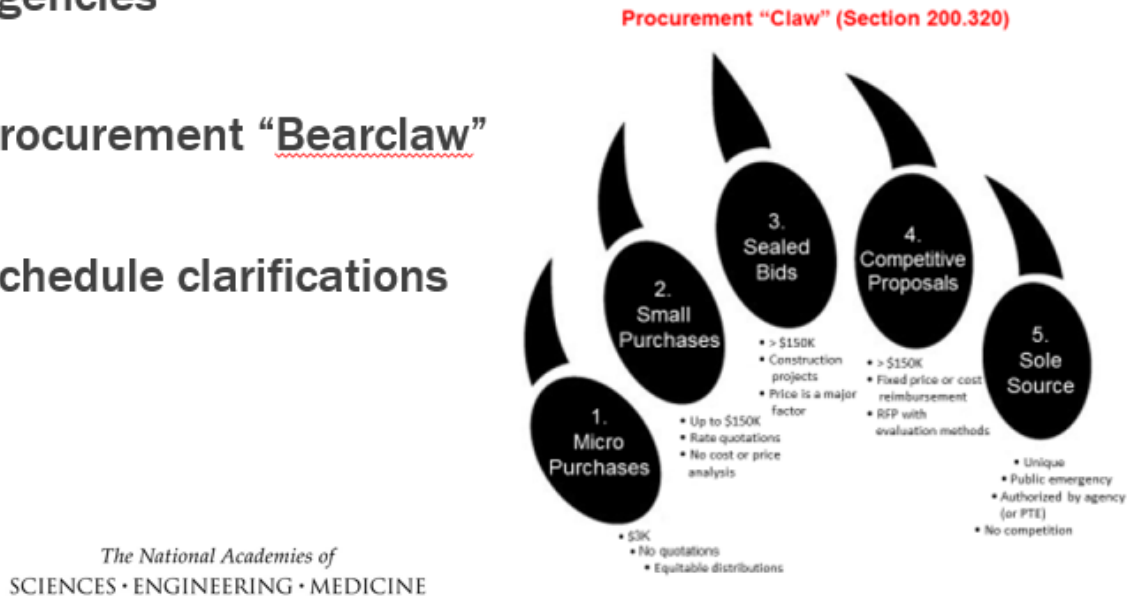 gencies
rocurement “Bearclaw”
chedule clarifications
The National Academies of
SCIENCES · ENGINEERING · MEDICINE
Procurement “Claw” (Section 200.320)
1.
Micro
Purchases
• $3K
• No quotations
• Equitable distributions
2.
Small
Purchases
• Up to $150K
• Rate quotations
• No cost or price
analysis
3.
Sealed
Bids
• > $150K
• Construction
projects
• Price is a major
factor
4.
Competitive
Proposals
• > $150K
• Fixed price or cost
reimbursement
• RFP with
evaluation methods
5.
Sole
Source
• Unique
• Public emergency
• Authorized by agency
(or PTE)
• No competition